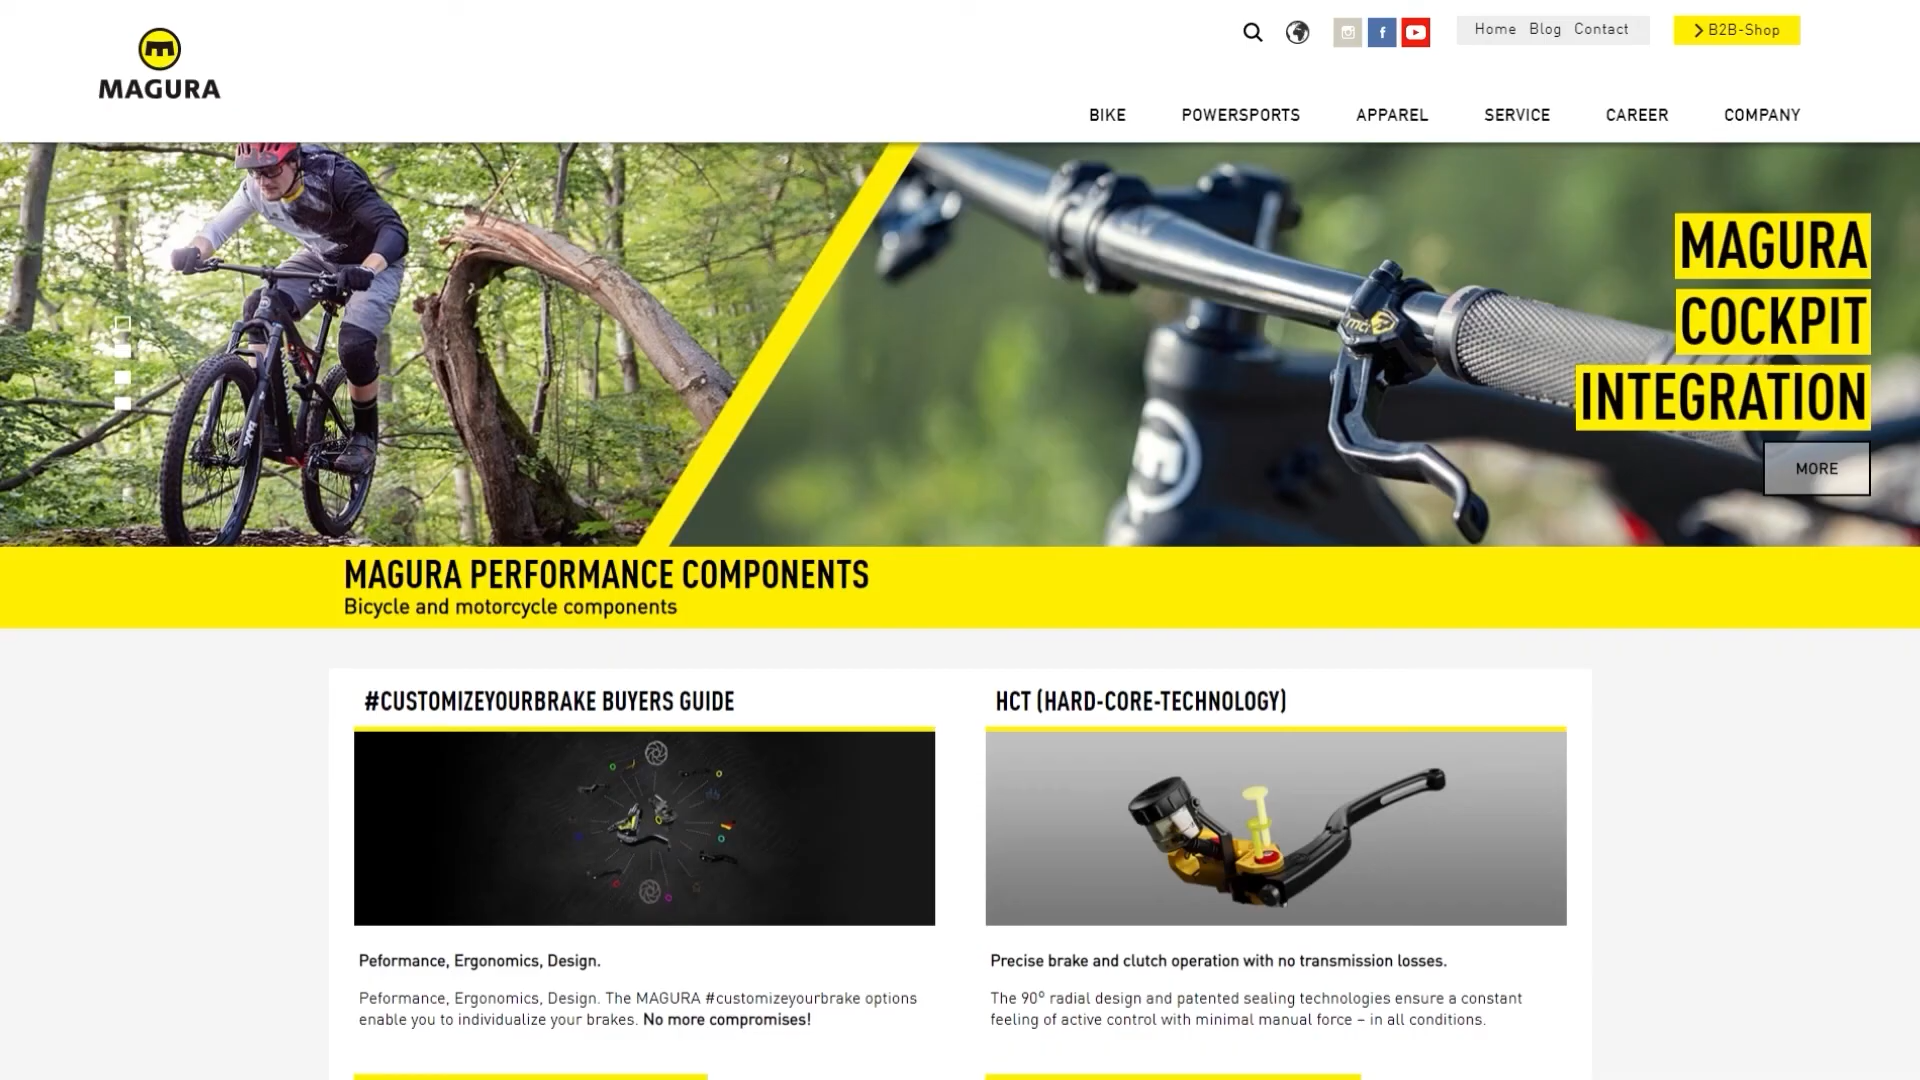 Home Blog Contact
B2B-Shop
MAGURA
BIKE POWERSPORTS APPAREL SERVICE CAREER COMPANY
MAGURA
COCKPIT
INTEGRATION
MORE
MAGURA PERFORMANCE COMPONENTS
Bicycle and motorcycle components
#CUSTOMIZEYOURBRAKE BUYERS GUIDE
Peformance, Ergonomics, Design.
Peformance, Ergonomics, Design. The MAGURA #customizeyourbrake options
enable you to individualize your brakes. No more compromises!
HCT (HARD-CORE-TECHNOLOGY)
Precise brake and clutch operation with no transmission losses.
The 90° radial design and patented sealing technologies ensure a constant
feeling of active control with minimal manual force – in all conditions.